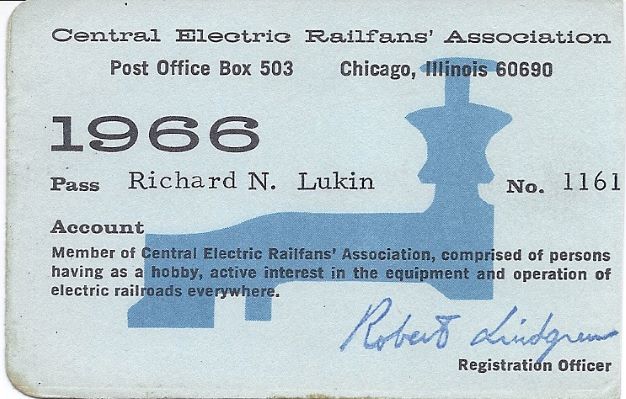 Central Electric Railfans' Association
Post Office Box 503 Chicago, Illinois 60690
1966
Pass Richard N. Lukin No. 1161
Account
Member of Central Electric Railfans' Association, comprised of persons
having as a hobby, active interest in the equipment and operation of
electric railroads everywhere.
Robert Lindgren
Registration Officer